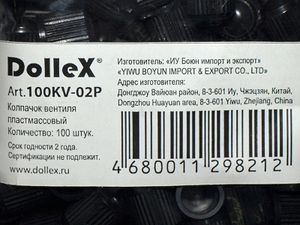 DolleX®
Art.100KV-02P
Колпачок вентиля
пластмассовый
Количество: 100 штук.
Срок годности 2 года.
Сертификации не подлежит.
www.dollex.ru
Изготовитель: «ИУ Боюн импорт и экспорт»
«YIWU BOYUN IMPORT & EXPORT CO., LTD»
Адрес изготовителя:
Донгджоу Вайюан район, 8-3-601 Иу, Чжэцзян, Китай,
Dongzhou Huayuan area, 8-3-601 Yiwu, Zhejiang, China
4 680011 298212